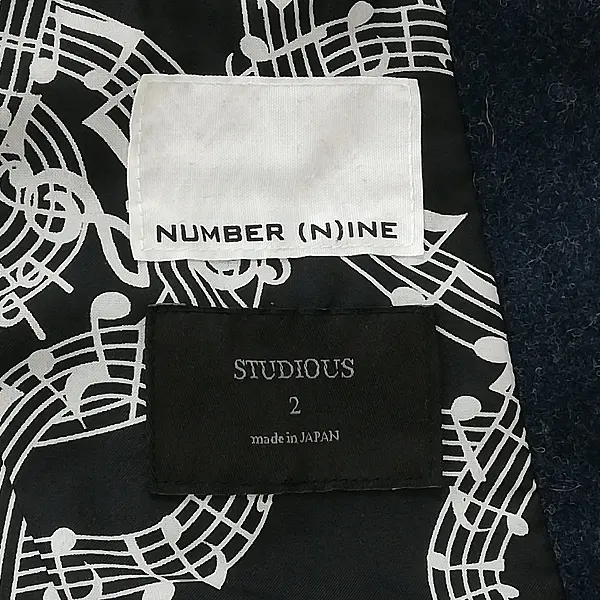 NUMBER (N)INE
STUDIOUS
2
made in JAPAN